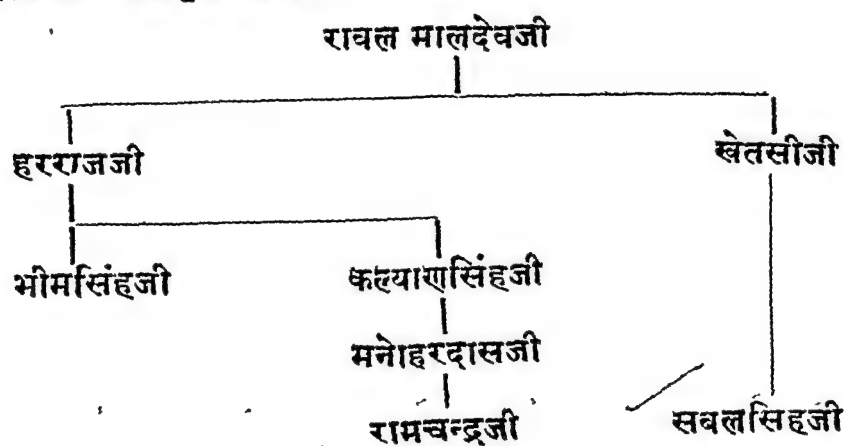 रावल मालदेवजी
हरराजजी खेतसीजी
भीमसिंहजी कल्याणसिंहजी
मनोहरदासजी
रामचन्द्रजी सबलसिहजी